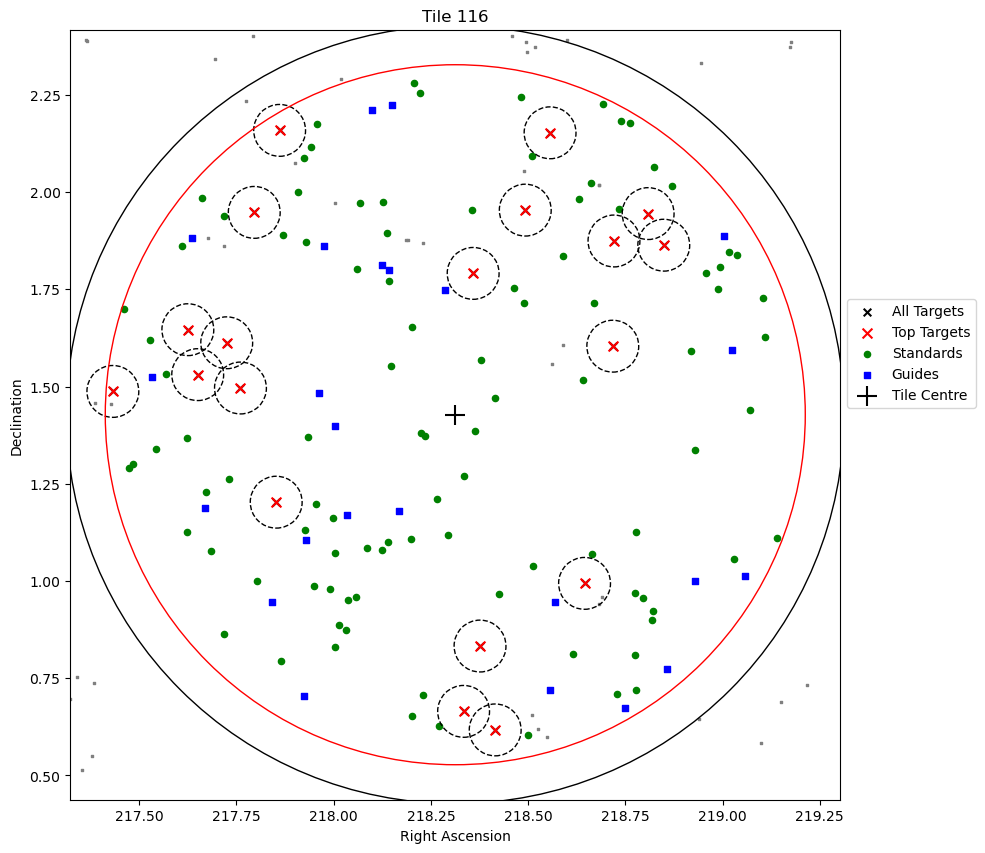 Tile 116
2.25
2.00
1.75
1.50
1.25
1.00
0.75
0.50
Declination
217.50
217.75
218.00
218.25
218.50
218.75
219.00
219.25
Right Ascension
All Targets
Top Targets
Standards
Guides
Tile Centre